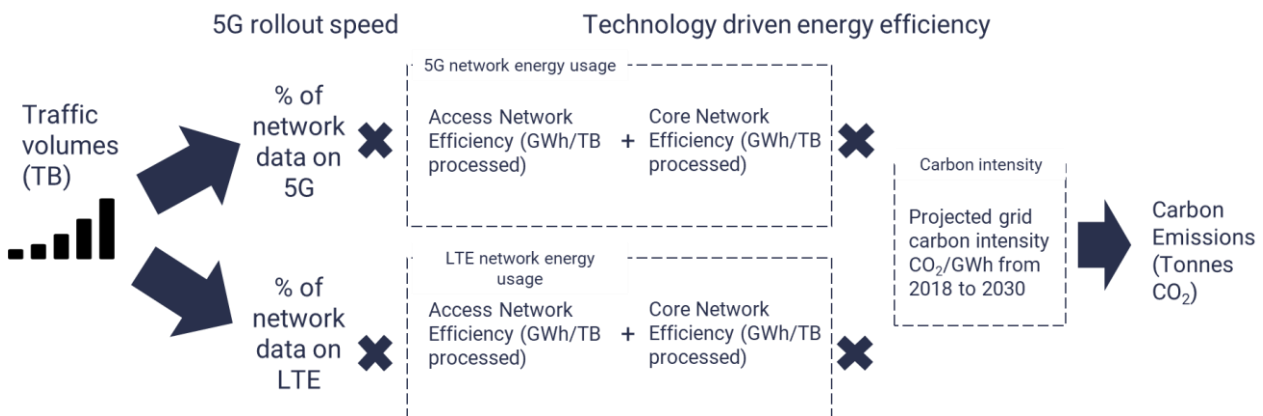 5G rollout speed
Technology driven energy efficiency
Traffic
volumes
(TB)
% of
network
data on
5G
5G network energy usage
Access Network
Efficiency (GWh/TB
processed)
+
Core Network
Efficiency (GWh/TB
processed)
% of
network
data on
LTE
LTE network energy
usage
Access Network
Efficiency (GWh/TB
processed)
+
Core Network
Efficiency (GWh/TB
processed)
Carbon intensity
Projected grid
carbon intensity
CO₂/GWh from
2018 to 2030
Carbon
Emissions
(Tonnes
CO₂)